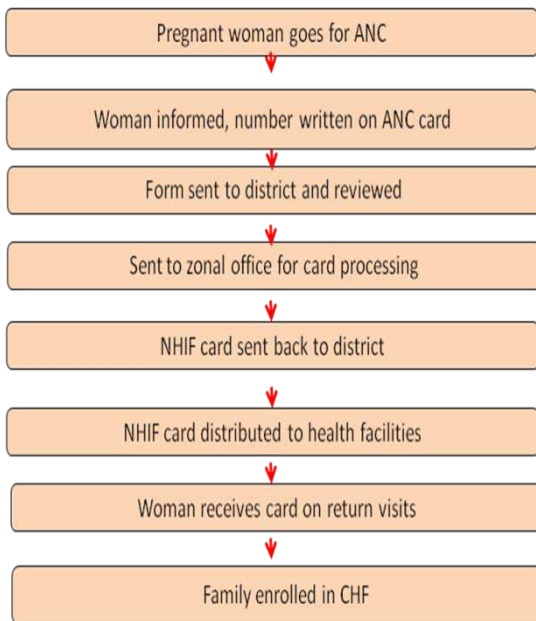 Pregnant woman goes for ANC
Woman informed, number written on ANC card
Form sent to district and reviewed
Sent to zonal office for card processing
NHIF card sent back to district
NHIF card distributed to health facilities
Woman receives card on return visits
Family enrolled in CHF